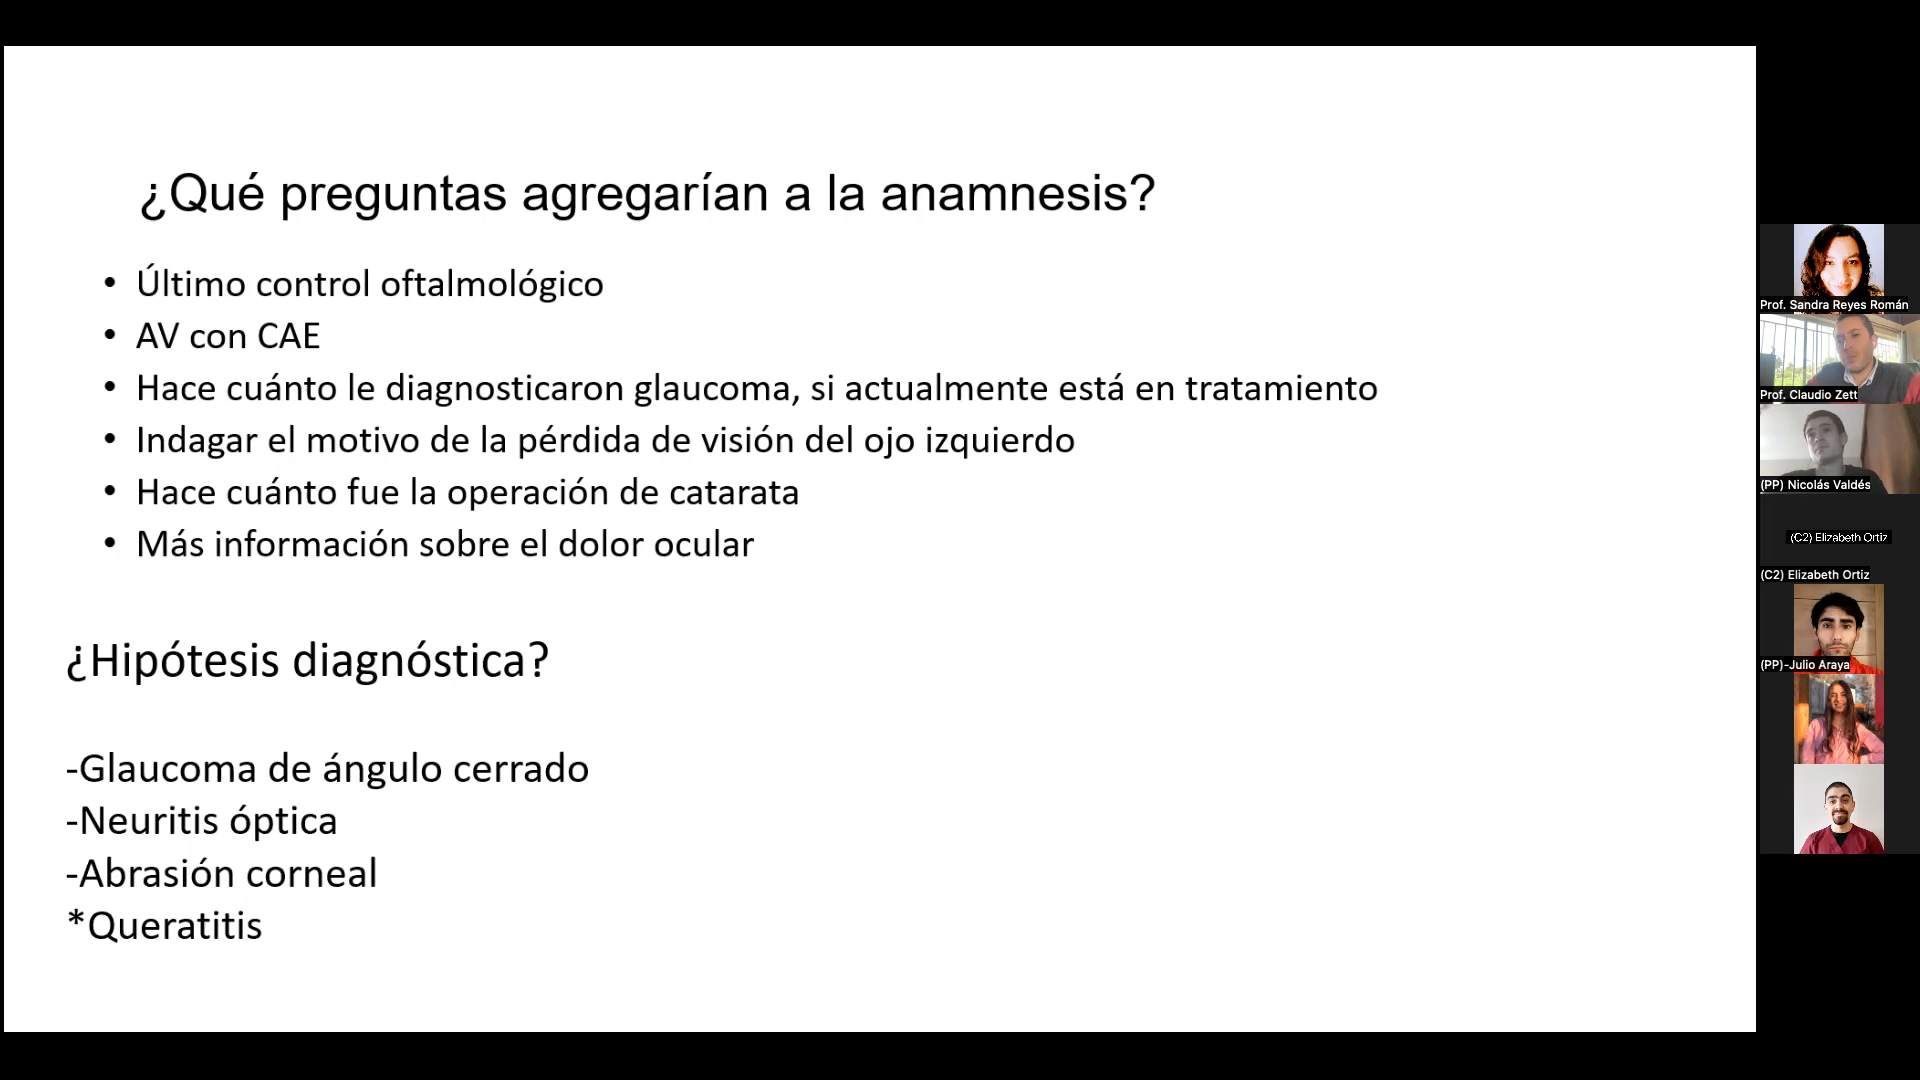 ¿Qué preguntas agregarían a la anamnesis?
• Último control oftalmológico
• AV con CAE
• Hace cuánto le diagnosticaron glaucoma, si actualmente está en tratamiento
• Indagar el motivo de la pérdida de visión del ojo izquierdo
• Hace cuánto fue la operación de catarata
• Más información sobre el dolor ocular
¿Hipótesis diagnóstica?
-Glaucoma de ángulo cerrado
-Neuritis óptica
-Abrasión corneal
*Queratitis
Prof. Sandra Reyes Román
Prof. Claudio Zett
(PP) Nicolás Valdés
(C2) Elizabeth Ortiz
(C2) Elizabeth Ortiz
(PP)-Julio Araya